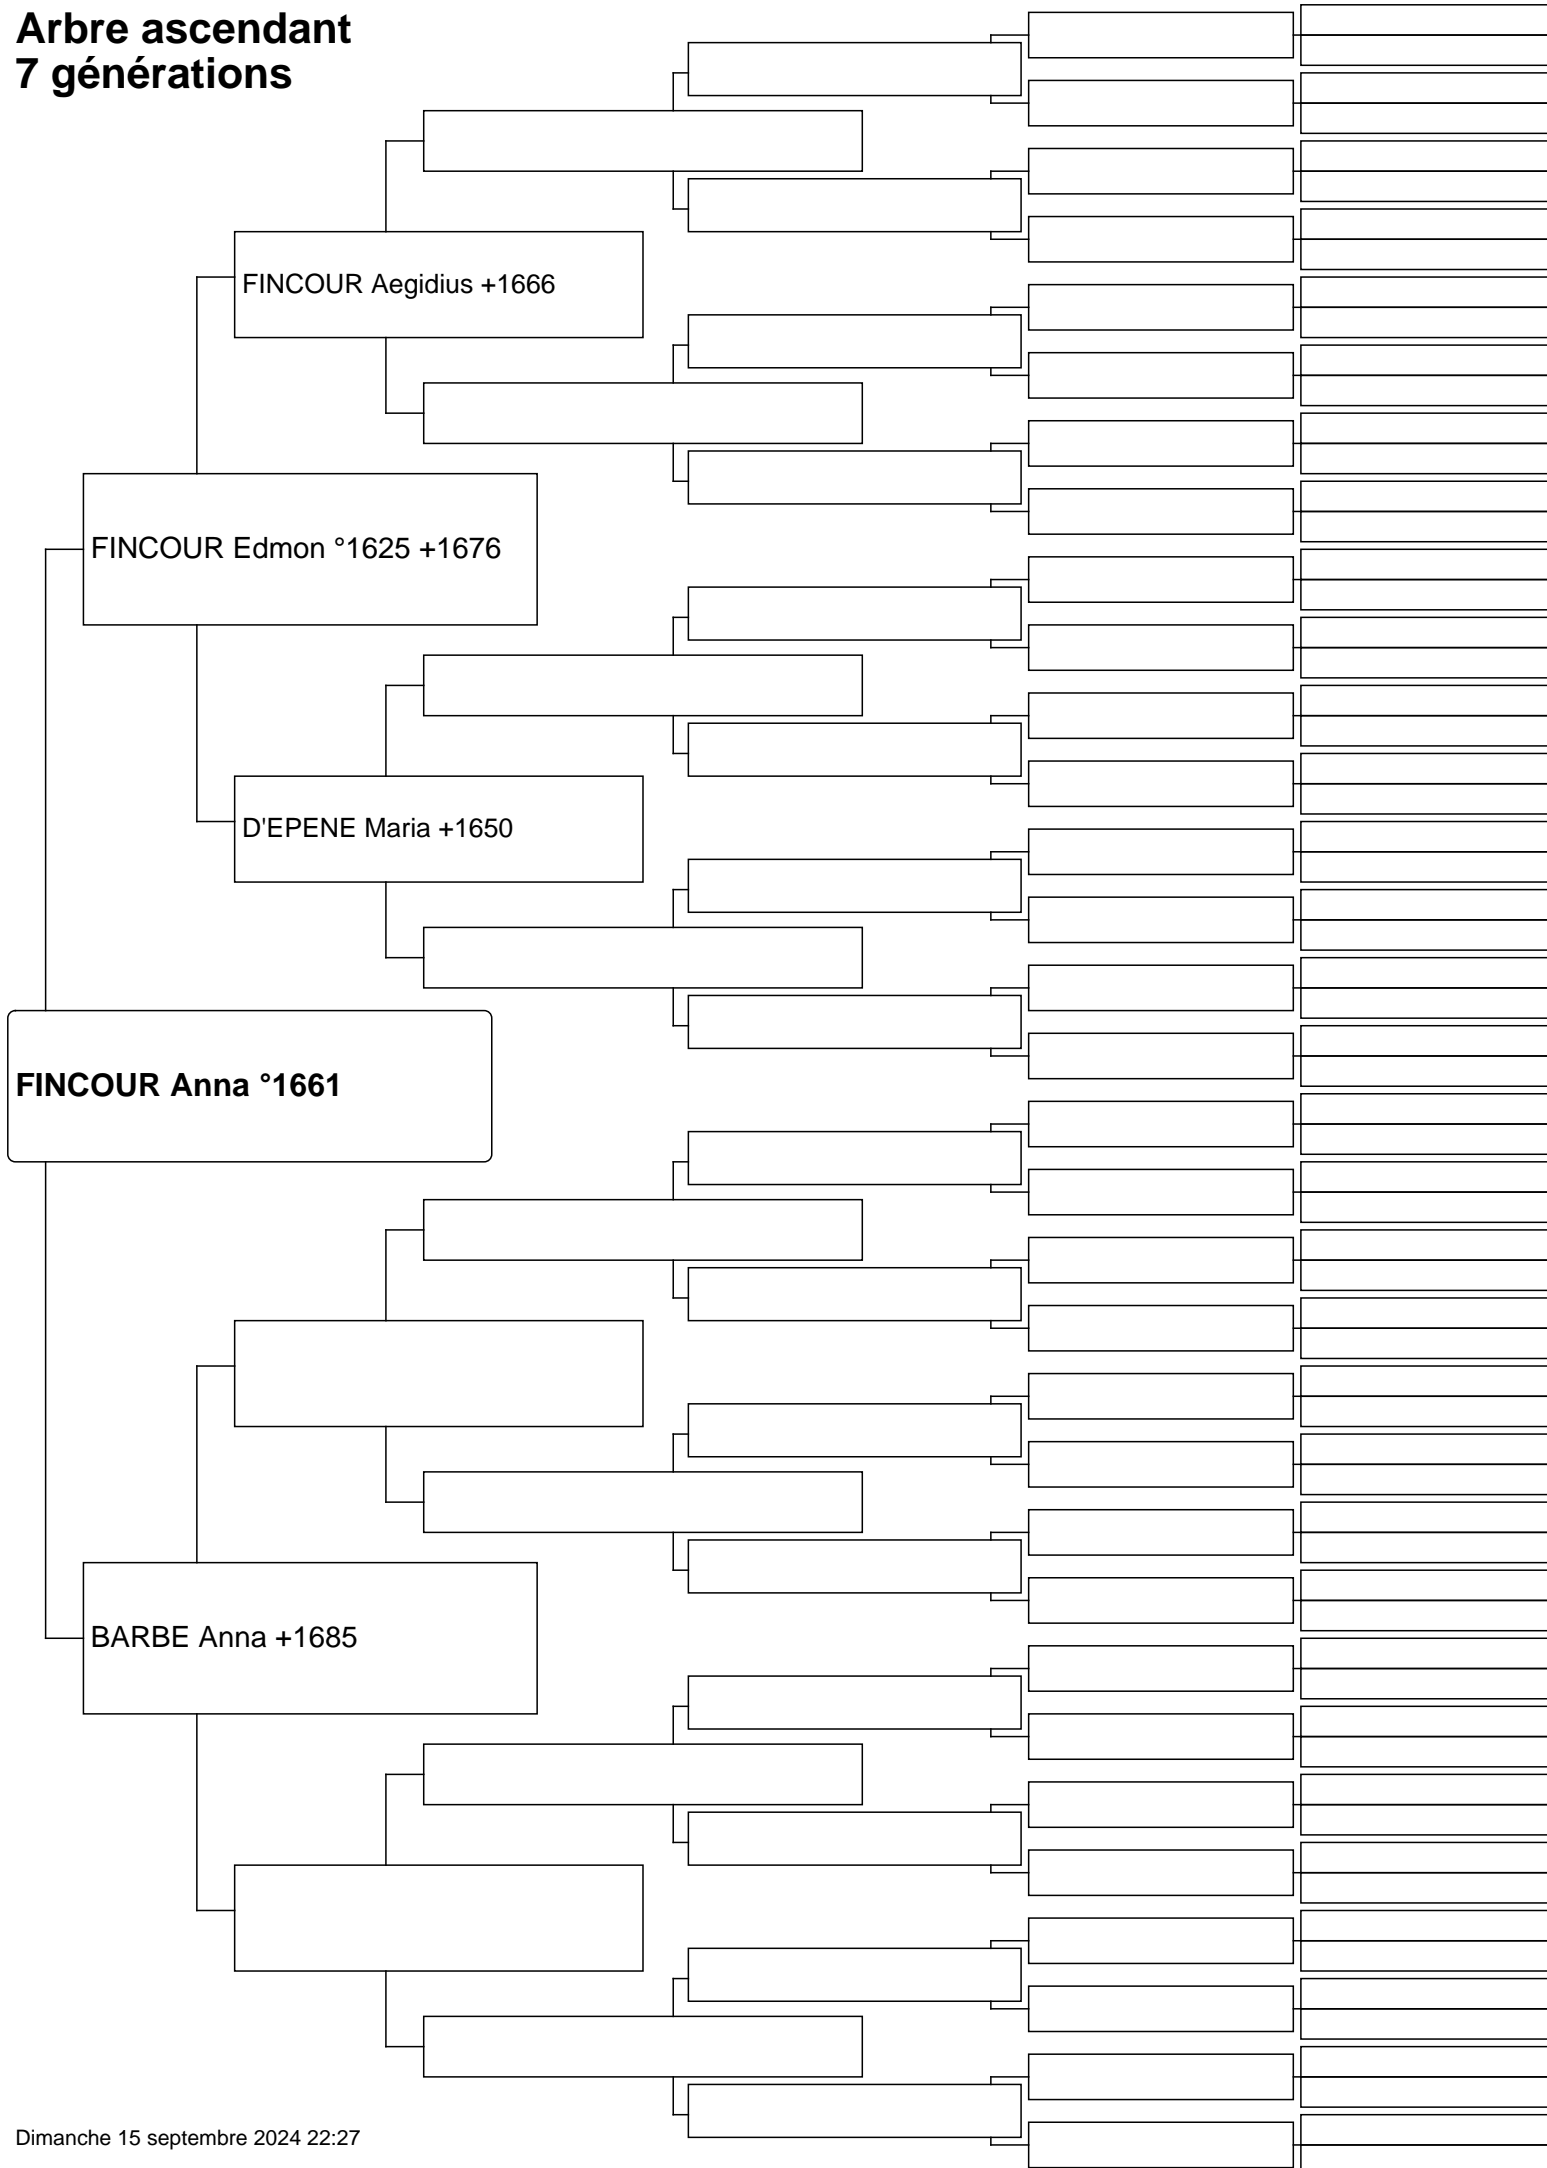 Arbre ascendant
7 générations
FINCOUR Aegidius +1666
FINCOUR Edmon °1625 +1676
D'EPENE Maria +1650
FINCOUR Anna °1661
BARBE Anna +1685
Dimanche 15 septembre 2024 22:27